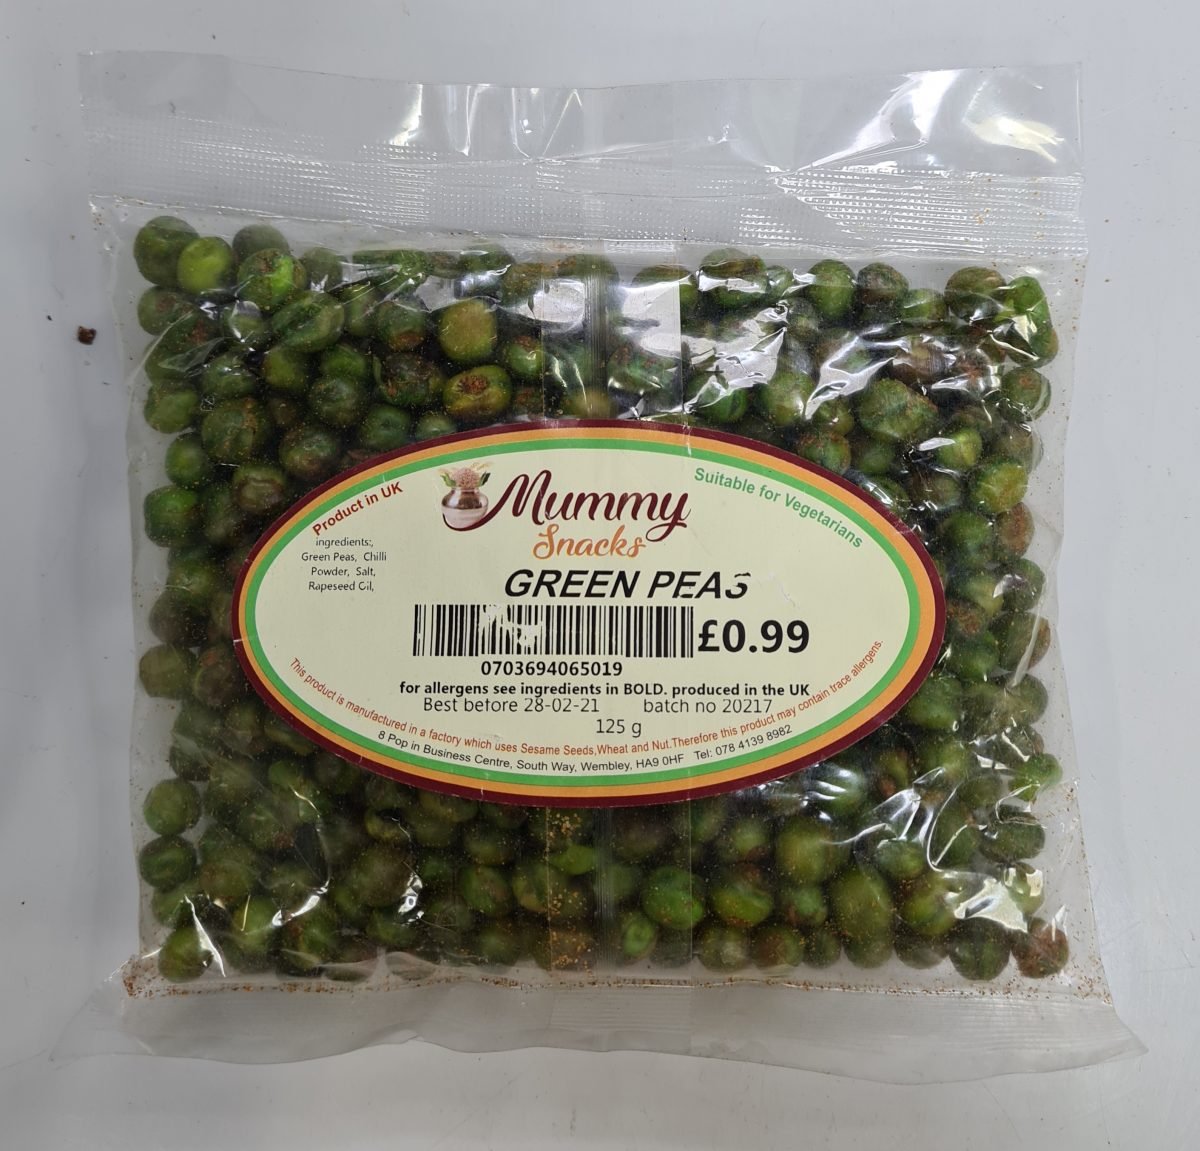 Product in UK
Mummy
Snacks
Suitable for Vegetarians
ingredients:,
Green Peas, Chilli
Powder, Salt,
Rapeseed Oil,
GREEN PEAS
£0.99
0703694065019
for allergens see ingredients in BOLD. produced in the UK
Best before 28-02-21 batch no 20217
125 g
This product is manufactured in a factory which uses Sesame Seeds,Wheat and Nut.Therefore this product may contain trace allergens.
8 Pop in Business Centre, South Way, Wembley, HA9 0HF Tel: 078 4139 8982